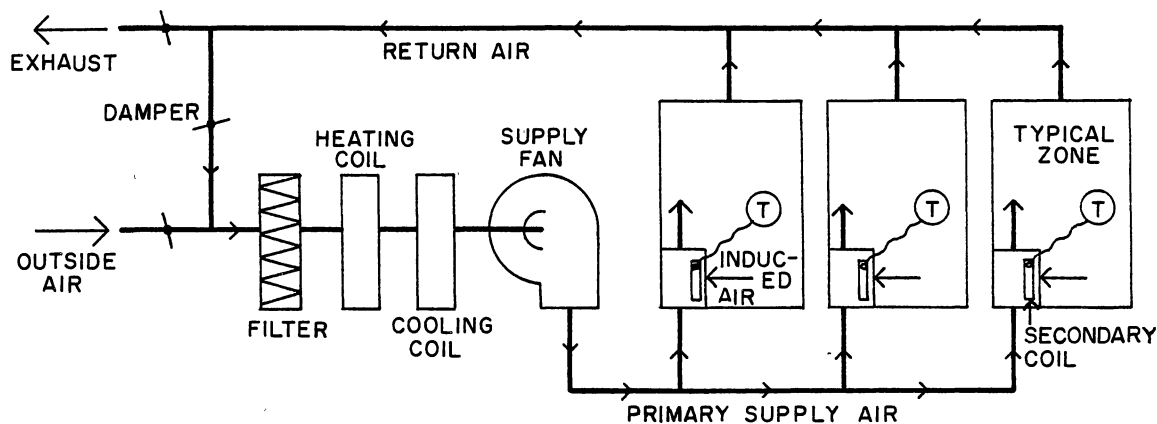 EXHAUST
RETURN AIR
DAMPER
HEATING
COIL
SUPPLY
FAN
TYPICAL
ZONE
T
T
T
OUTSIDE
AIR
INDUC-
ED
AIR
FILTER
COOLING
COIL
SECONDARY
COIL
PRIMARY SUPPLY AIR